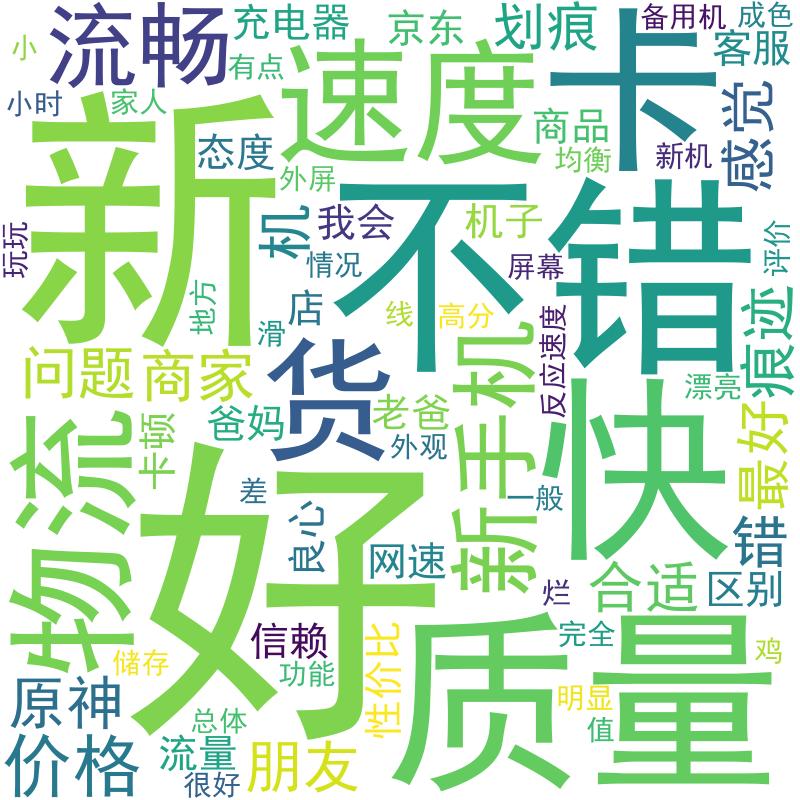 小
流畅
充电器
京东
划痕
备用机
成色
客服
卡
速度
有点
小时
家人
新
态度
商品
均衡
新机
感觉
外屏
不错
玩玩
机
我会
机子
情况
屏幕
评价
地方
滑
店
线
高分
反应速度
痕迹
问题
商家
货
新手机
快
漂亮
最好
物流
卡顿
爸妈
老爸
外观
好
差
一般
良心
网速
错
合适
区别
烂
信赖
质量
完全
鸡
储存
功能
性价比
原神
明显
值
总体
价格
流量
朋友
很好